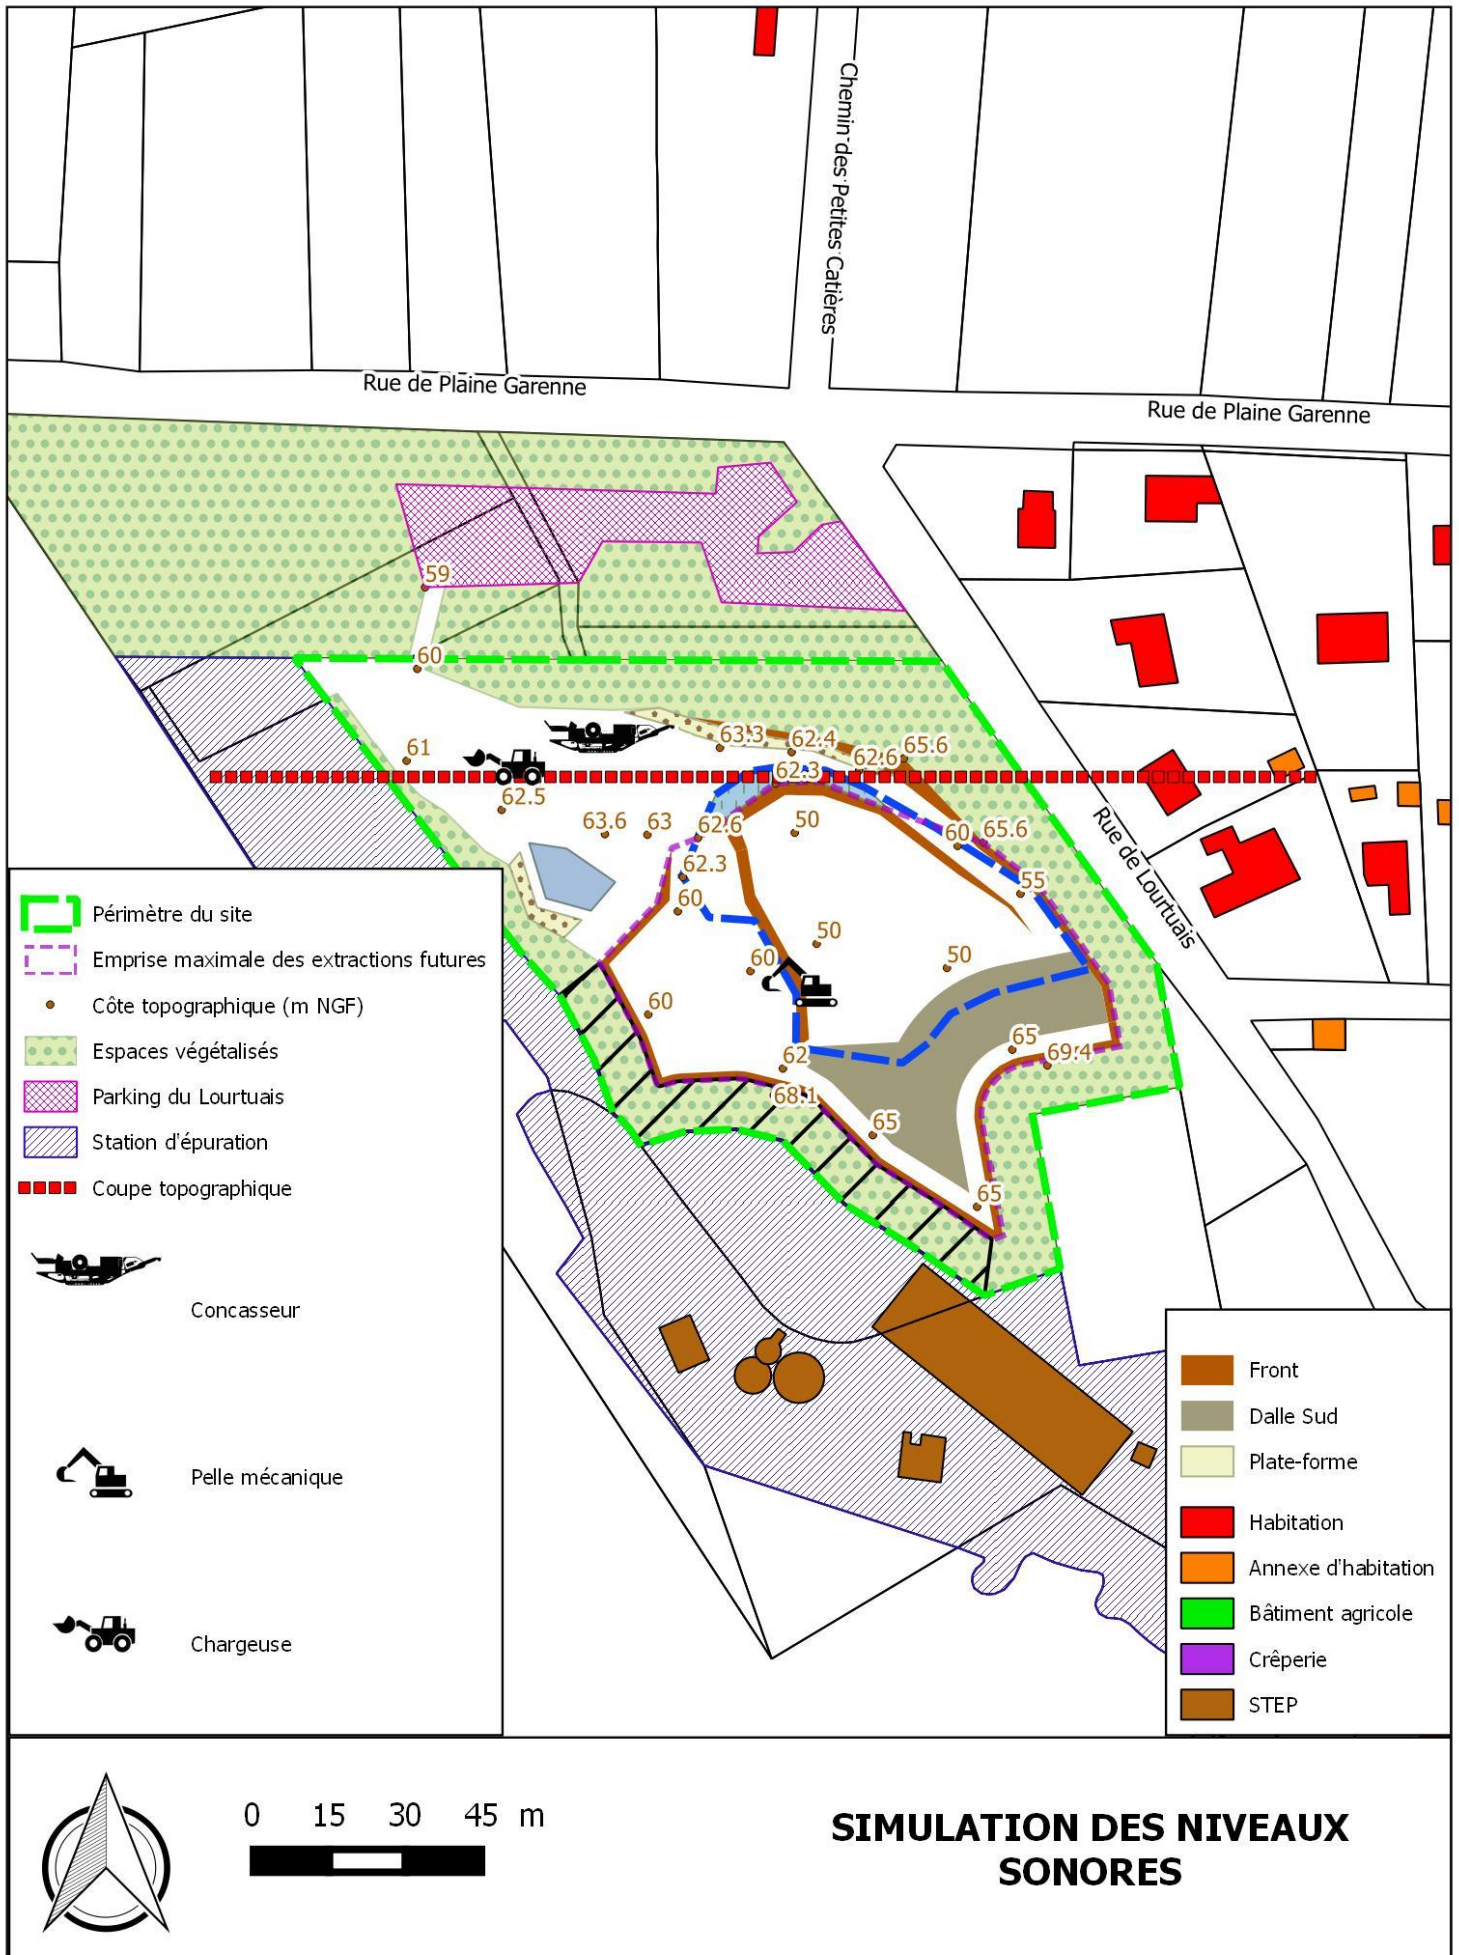 Chemin des Petites Catières
Rue de Plaine Garenne
Rue de Plaine Garenne
59
60
61
62.5
63.6
63
63.3
62.4
62.6
65.6
62.3
62.6
50
60
65.6
62.3
55
60
50
60
50
60
62
65
69.4
68.1
65
65
Rue de Lourtuais
Périmètre du site
Emprise maximale des extractions futures
Côte topographique (m NGF)
Espaces végétalisés
Parking du Lourtuais
Station d'épuration
Coupe topographique
Concasseur
Pelle mécanique
Chargeuse
Front
Dalle Sud
Plate-forme
Habitation
Annexe d'habitation
Bâtiment agricole
Crêperie
STEP
0 15 30 45 m
SIMULATION DES NIVEAUX
SONORES